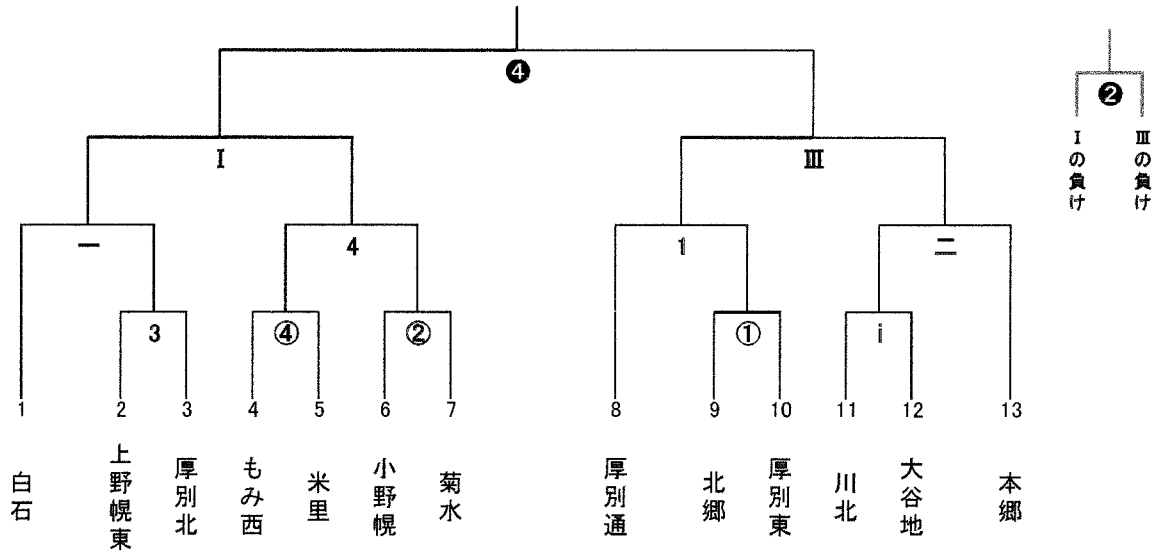 ❹
❷
Ⅰの負け
Ⅲの負け
Ⅰ
Ⅲ
一
4
1
二
3
④
②
①
i
1
2
3
4
5
6
7
8
9
10
11
12
13
白石
上野幌東
厚別北
もみ西
米里
小野幌
菊水
厚別通
北郷
厚別東
川北
大谷地
本郷